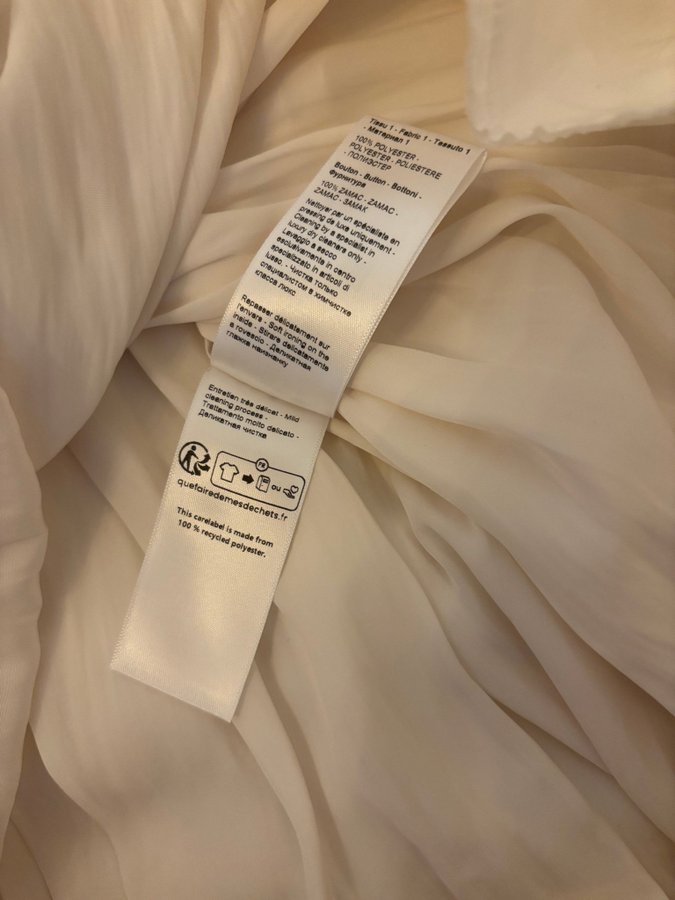 Tissu 1 - Fabric 1 - Tessuto 1
- Материал 1
100% POLYESTER -
POLYESTER - POLIESTERE
- ПОЛИЭСТЕР
Bouton - Button - Bottoni -
Фурнитура
100% ZAMAC - ZAMAC -
ZAMAC - ЗАМАК
Nettoyer par un spécialiste en
pressing de luxe uniquement -
Cleaning by a specialist in
luxury dry cleaners only -
Lavaggio a secco
esclusivamente in centro
specializzato in articoli di
lusso. - Чистка только
специалистом в химчистке
класса люкс
Repasser délicatement sur
l'envers - Soft ironing on the
inside - Stirare delicatamente
a rovescio - Деликатная
глажка наизнанку
Entretien très délicat - Mild
cleaning process -
Trattamento molto delicato -
Деликатная чистка
FR
ou
quefairedemesdechets.fr
This carelabel is made from
100 % recycled polyester.